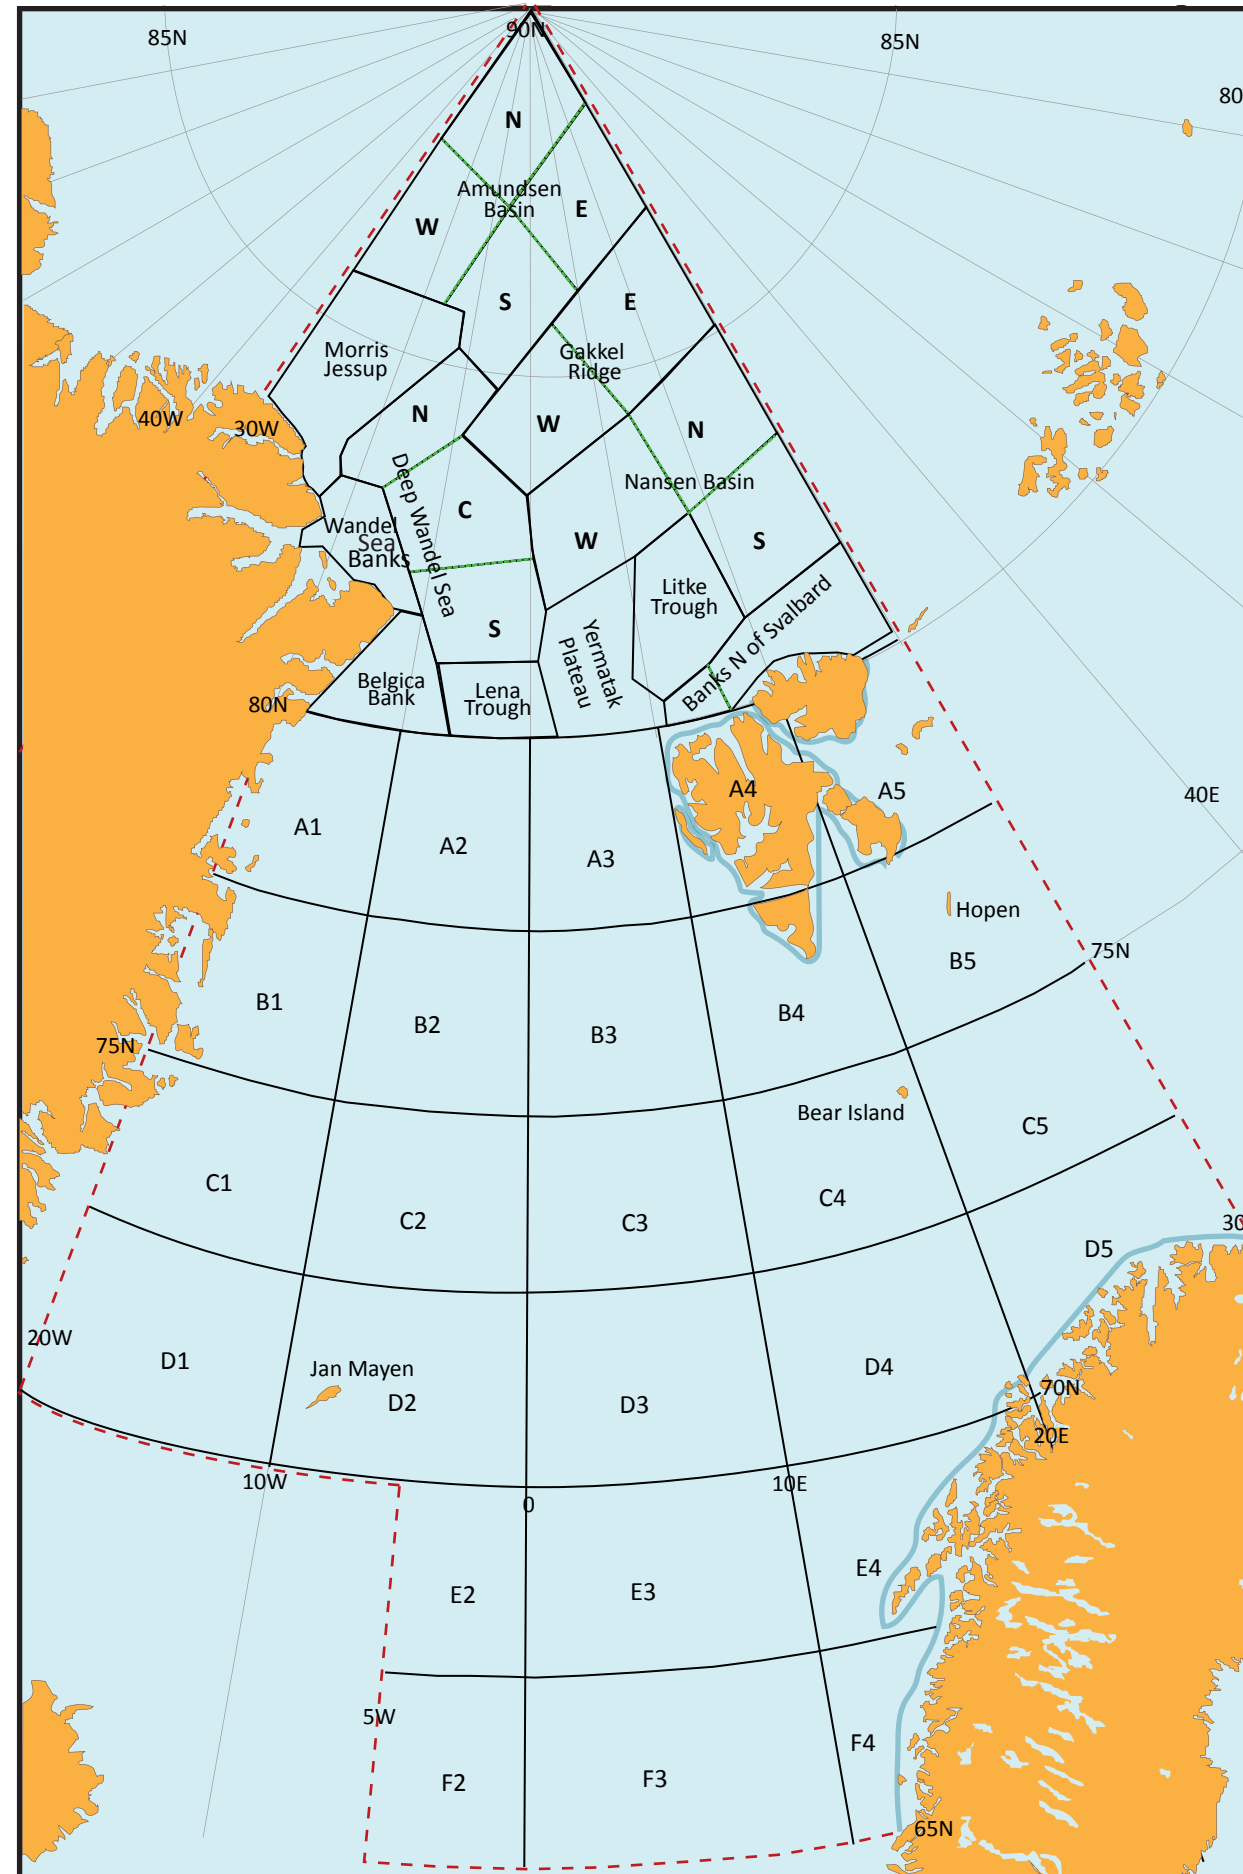 90N
85N
85N
80
N
Amundsen
Basin
W
E
S
E
Morris
Jessup
Gakkel
Ridge
40W
30W
N
W
N
Deep Wandel Sea
Nansen Basin
C
Wandel
Sea
Banks
W
S
Litke
Trough
S
Yermatak
Plateau
Banks N of Svalbard
Belgica
Bank
Lena
Trough
80N
A4
A5
40E
A1
A2
A3
Hopen
75N
B5
B1
B2
B3
B4
75N
Bear Island
C5
C1
C2
C3
C4
30
D5
20W
D1
Jan Mayen
D2
D3
D4
70N
20E
10W
0
10E
E2
E3
E4
5W
F2
F3
F4
65N